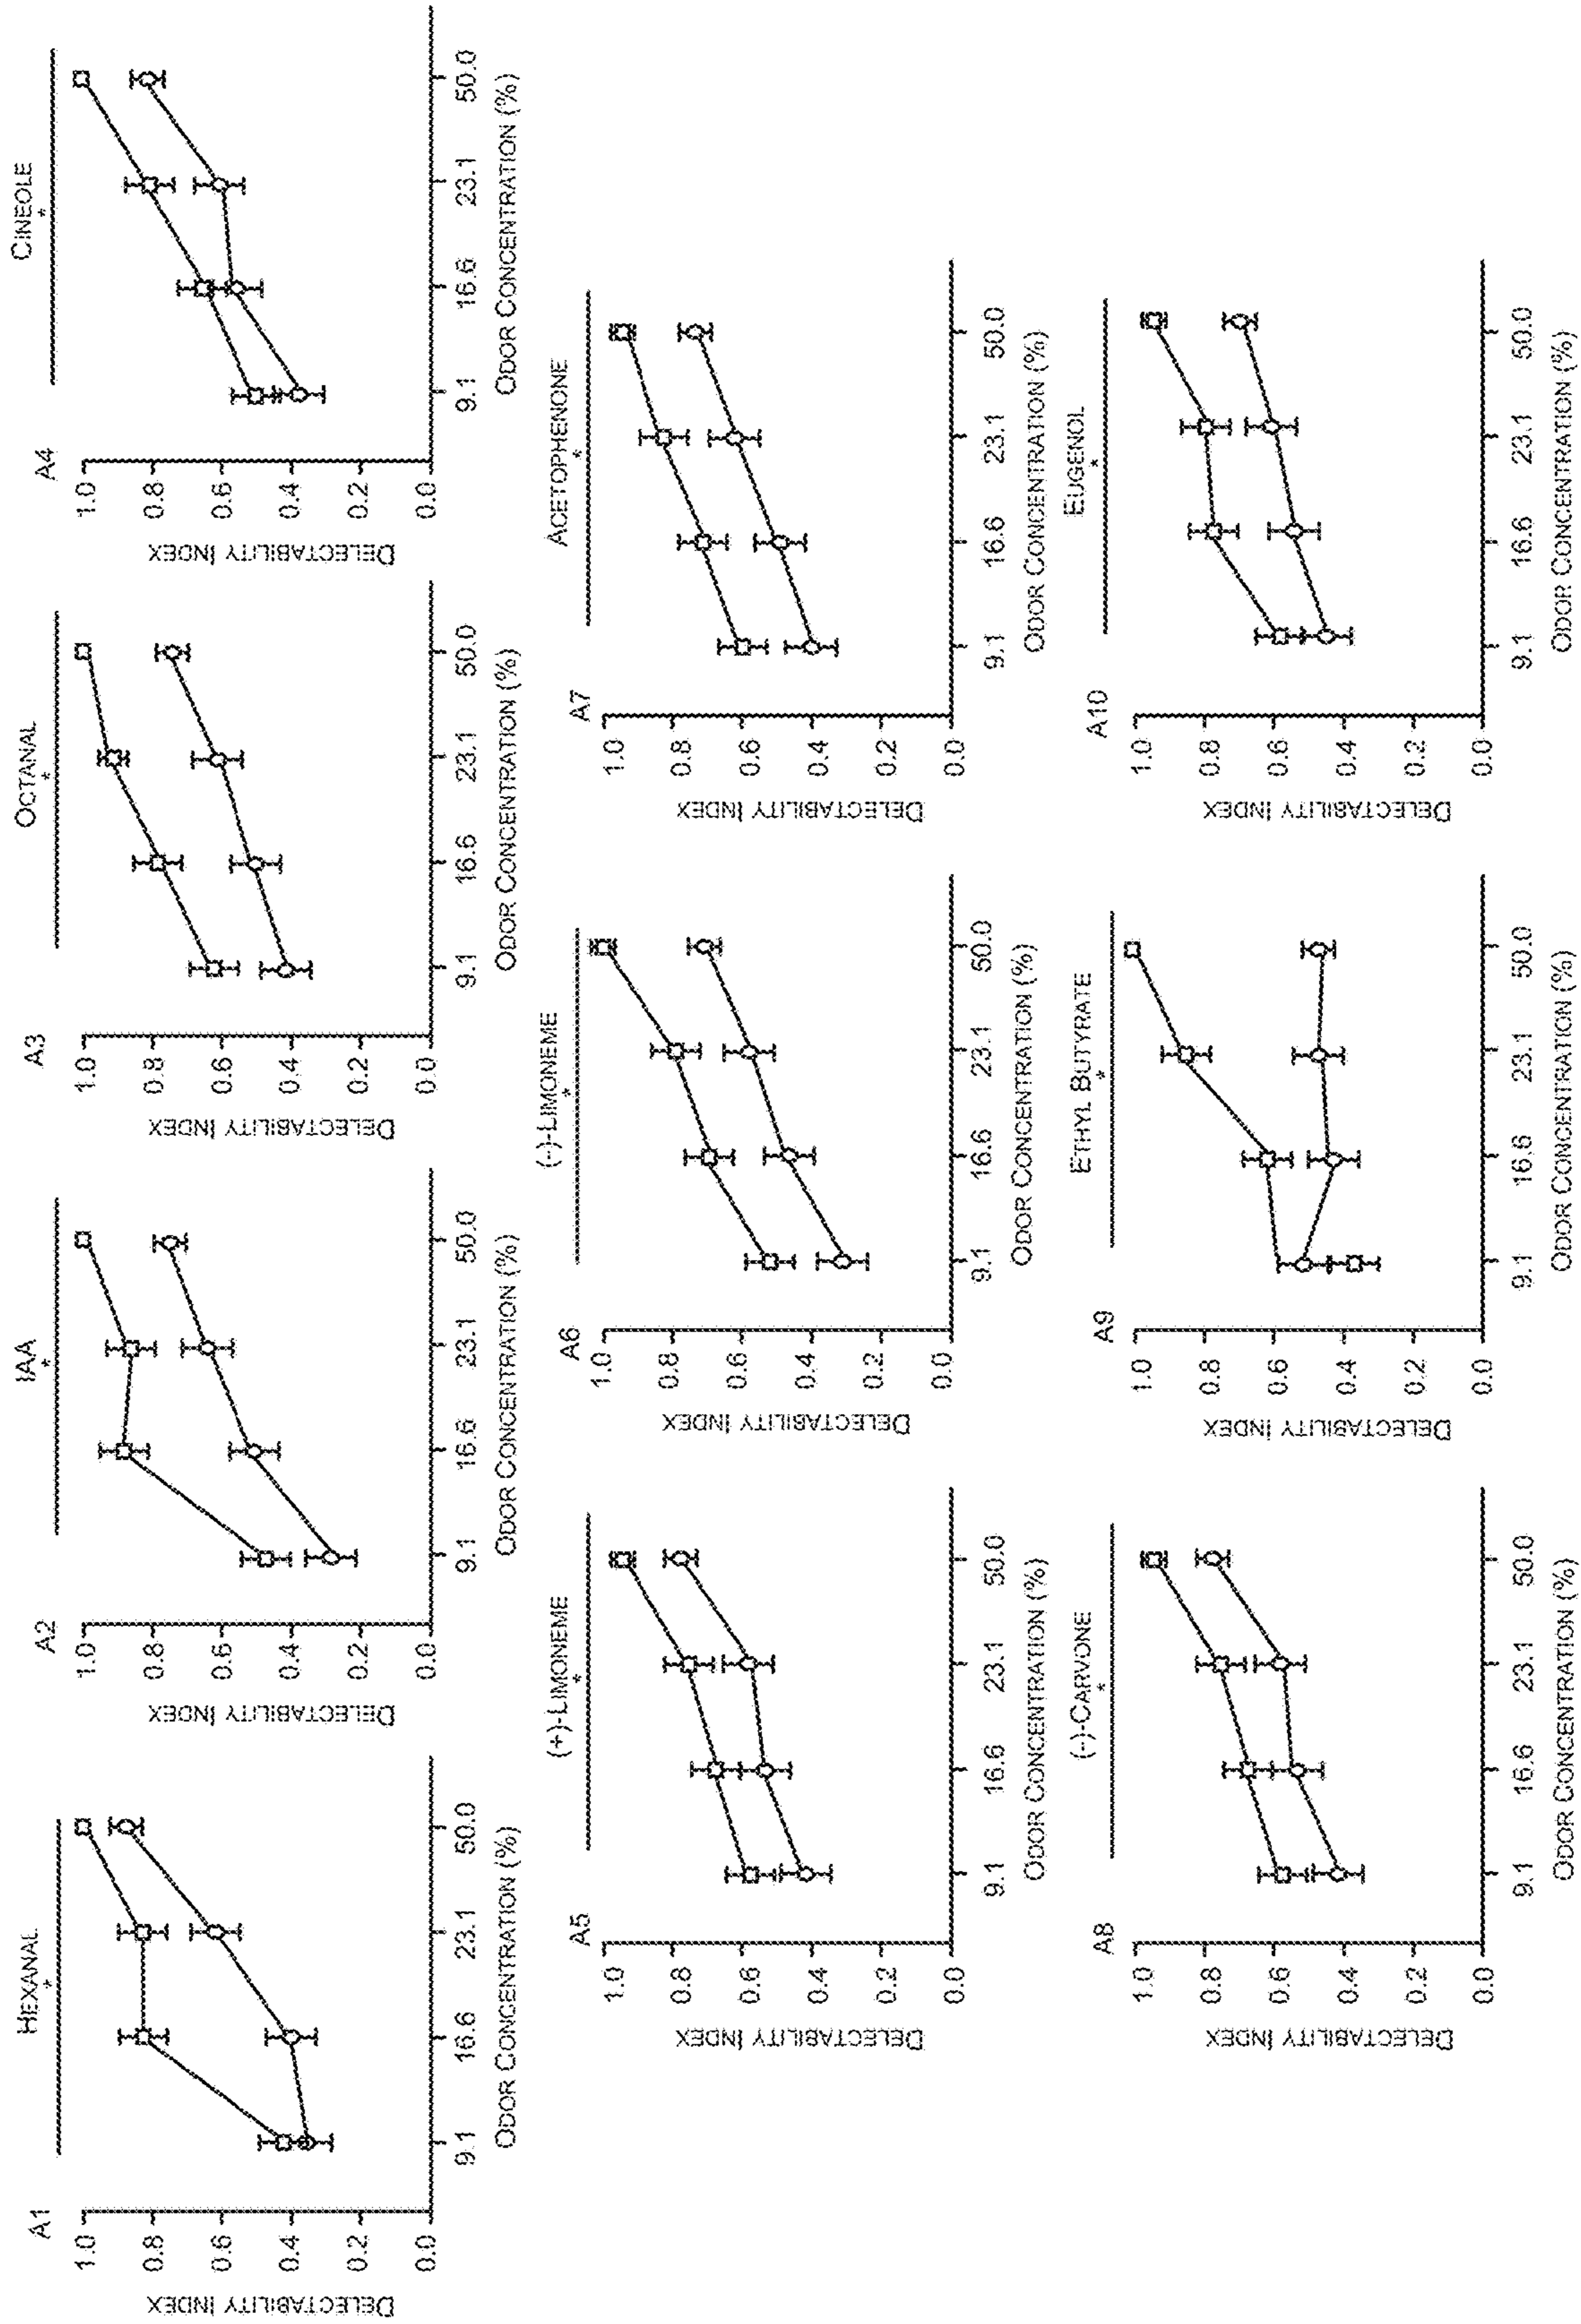 A1
HEXANAL
*
DELECTABILITY INDEX
1.0
0.8
0.6
0.4
0.2
0.0
9.1 16.6 23.1 50.0
ODOR CONCENTRATION (%)
A2
IAA
*
DELECTABILITY INDEX
1.0
0.8
0.6
0.4
0.2
0.0
9.1 16.6 23.1 50.0
ODOR CONCENTRATION (%)
A3
OCTANAL
*
DELECTABILITY INDEX
1.0
0.8
0.6
0.4
0.2
0.0
9.1 16.6 23.1 50.0
ODOR CONCENTRATION (%)
A4
CINEOLE
*
DELECTABILITY INDEX
1.0
0.8
0.6
0.4
0.2
0.0
9.1 16.6 23.1 50.0
ODOR CONCENTRATION (%)
A5
(+)-LIMONEME
*
DELECTABILITY INDEX
1.0
0.8
0.6
0.4
0.2
0.0
9.1 16.6 23.1 50.0
ODOR CONCENTRATION (%)
A6
(-)-LIMONEME
*
DELECTABILITY INDEX
1.0
0.8
0.6
0.4
0.2
0.0
9.1 16.6 23.1 50.0
ODOR CONCENTRATION (%)
A7
ACETOPHENONE
*
DELECTABILITY INDEX
1.0
0.8
0.6
0.4
0.2
0.0
9.1 16.6 23.1 50.0
ODOR CONCENTRATION (%)
A8
(-)-CARVONE
*
DELECTABILITY INDEX
1.0
0.8
0.6
0.4
0.2
0.0
9.1 16.6 23.1 50.0
ODOR CONCENTRATION (%)
A9
ETHYL BUTYRATE
*
DELECTABILITY INDEX
1.0
0.8
0.6
0.4
0.2
0.0
9.1 16.6 23.1 50.0
ODOR CONCENTRATION (%)
A10
EUGENOL
*
DELECTABILITY INDEX
1.0
0.8
0.6
0.4
0.2
0.0
9.1 16.6 23.1 50.0
ODOR CONCENTRATION (%)